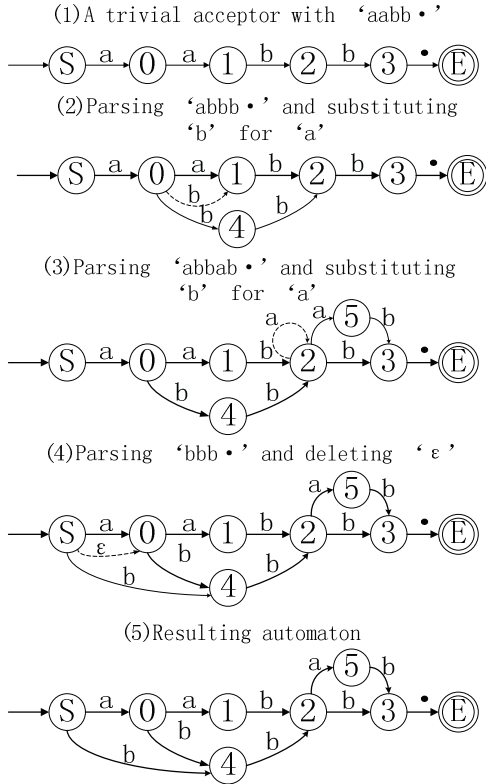 (1)A trivial acceptor with ‘aabb•’
a a b b •
S 0 1 2 3 E
(2)Parsing ‘abbb•’ and substituting
‘b’ for ‘a’
a a b b •
S 0 1 2 3 E
b
b b
4
(3)Parsing ‘abbab•’ and substituting
‘b’ for ‘a’
a a 5 b
a a b b •
S 0 1 2 3 E
b b
4
(4)Parsing ‘bbb•’ and deleting ‘ε’
a 5 b
a a b b •
S 0 1 2 3 E
ε b
b b
4
(5)Resulting automaton
a 5 b
a a b b •
S 0 1 2 3 E
b
b b
4